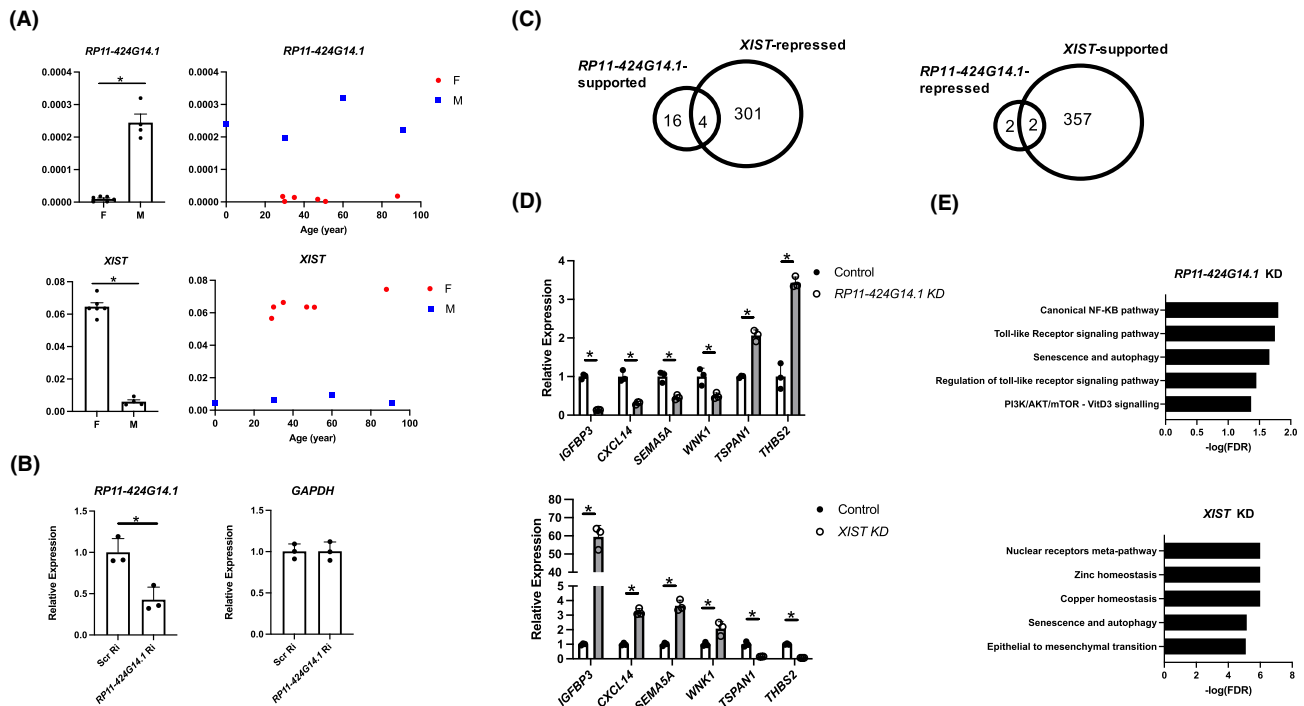 (A)
RP11-424G14.1
0.0004
0.0003
0.0002
0.0001
0.0000
*
F
M
RP11-424G14.1
0.0004
0.0003
0.0002
0.0001
0.0000
0 20 40 60 80 100
Age (year)
F
M
XIST
0.08
0.06
0.04
0.02
0.00
*
F
M
XIST
0.08
0.06
0.04
0.02
0.00
0 20 40 60 80 100
Age (year)
F
M
(B)
RP11-424G14.1
Relative Expression
1.5
1.0
0.5
0.0
*
Scr Ri
RP11-424G14.1 Ri
GAPDH
Relative Expression
1.5
1.0
0.5
0.0
Scr Ri
RP11-424G14.1 Ri
(C)
XIST-repressed
RP11-424G14.1-
supported
16 4 301
XIST-supported
RP11-424G14.1-
repressed
2 2 357
(D)
Relative Expression
4
3
2
1
0
* * * * * *
Control
RP11-424G14.1 KD
IGFBP3
CXCL14
SEMA5A
WNK1
TSPAN1
THBS2
Relative Expression
80
70
60
50
40
30
5
4
3
2
1
0
* * * * * *
Control
XIST KD
IGFBP3
CXCL14
SEMA5A
WNK1
TSPAN1
THBS2
(E)
RP11-424G14.1 KD
Canonical NF-KB pathway
Toll-like Receptor signaling pathway
Senescence and autophagy
Regulation of toll-like receptor signaling pathway
PI3K/AKT/mTOR - VitD3 signalling
0.0 0.5 1.0 1.5 2.0
-log(FDR)
XIST KD
Nuclear receptors meta-pathway
Zinc homeostasis
Copper homeostasis
Senescence and autophagy
Epithelial to mesenchymal transition
0 2 4 6 8
-log(FDR)